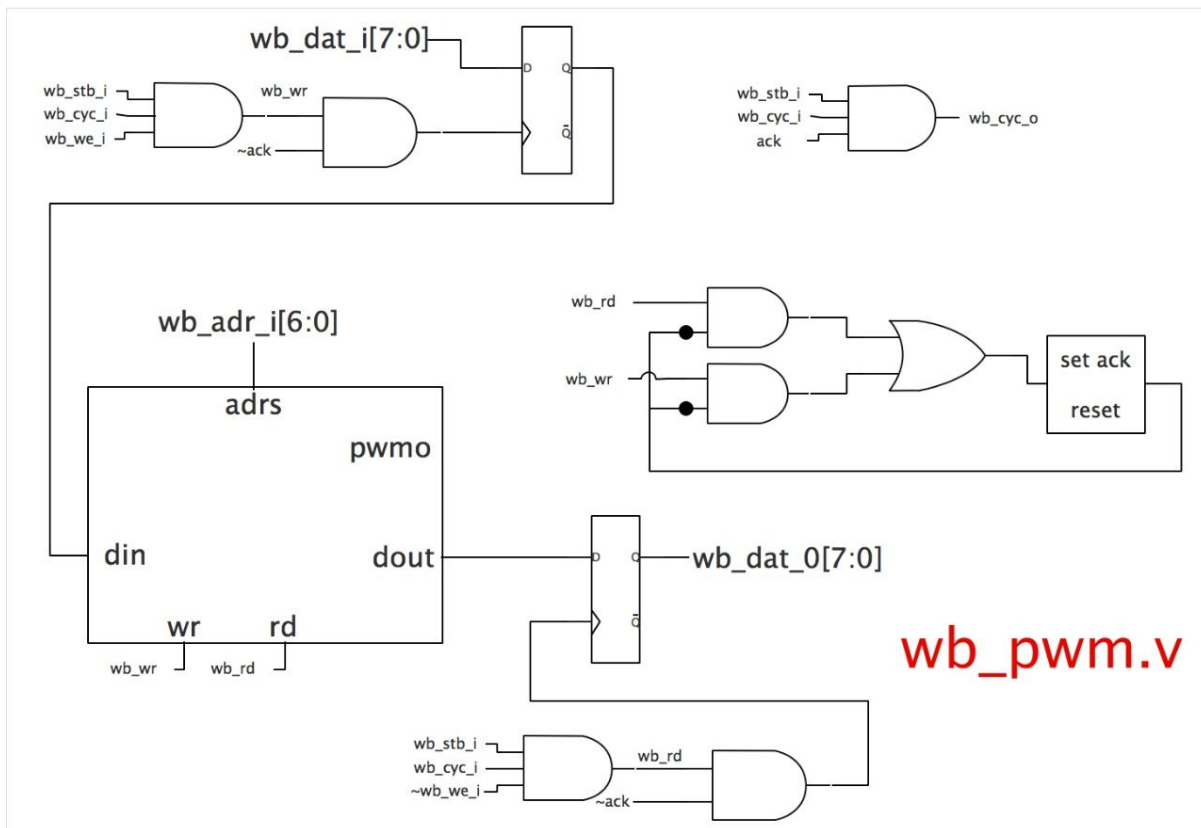 wb_dat_i[7:0]
D
Q
Q̄
wb_stb_i
wb_cyc_i
wb_we_i
wb_wr
~ack
wb_stb_i
wb_cyc_i
ack
wb_cyc_o
wb_adr_i[6:0]
adrs
pwmo
din
dout
wr
rd
wb_wr
wb_rd
wb_rd
wb_wr
set ack
reset
D
Q
Q̄
wb_dat_0[7:0]
wb_pwm.v
wb_stb_i
wb_cyc_i
~wb_we_i
wb_rd
~ack